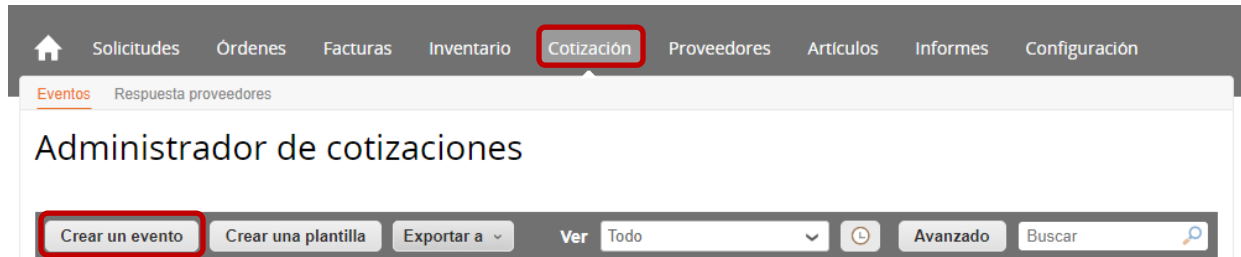 Solicitudes Órdenes Facturas Inventario Cotización Proveedores Artículos Informes Configuración
Eventos Respuesta proveedores
Administrador de cotizaciones
Crear un evento Crear una plantilla Exportar a Ver Todo Avanzado Buscar